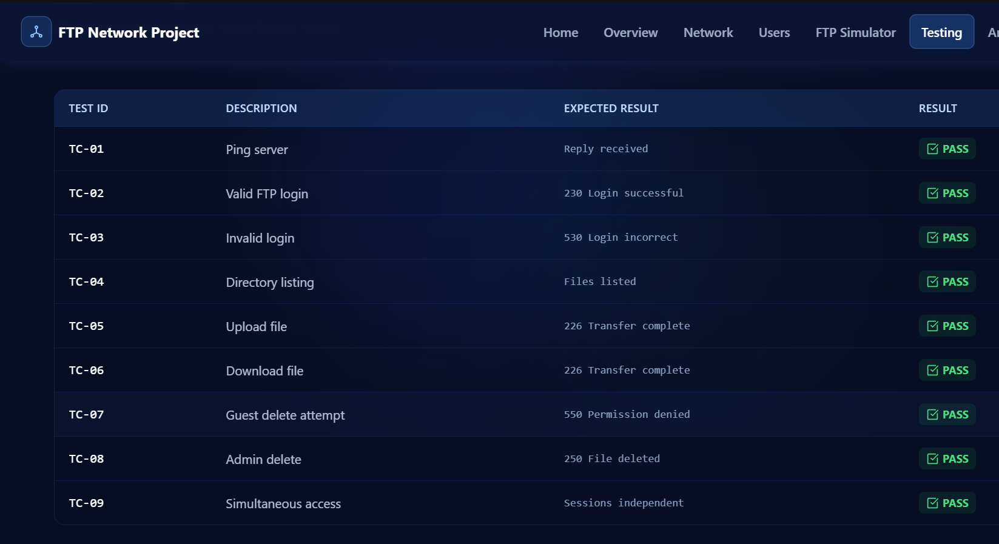 FTP Network Project Home Overview Network Users FTP Simulator Testing
TEST ID DESCRIPTION EXPECTED RESULT RESULT
TC-01 Ping server Reply received PASS
TC-02 Valid FTP login 230 Login successful PASS
TC-03 Invalid login 530 Login incorrect PASS
TC-04 Directory listing Files listed PASS
TC-05 Upload file 226 Transfer complete PASS
TC-06 Download file 226 Transfer complete PASS
TC-07 Guest delete attempt 550 Permission denied PASS
TC-08 Admin delete 250 File deleted PASS
TC-09 Simultaneous access Sessions independent PASS